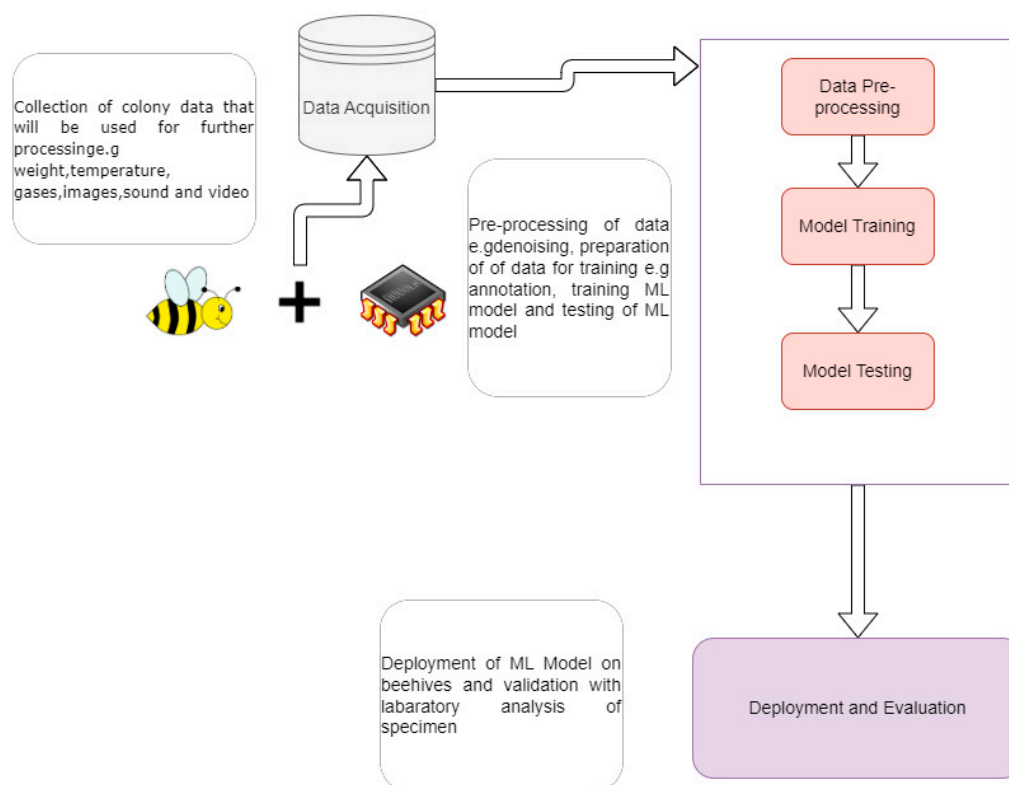 Collection of colony data that
will be used for further
processinge.g
weight,temperature,
gases,images,sound and video
Data Acquisition
Pre-processing of data
e.gdenoising, preparation
of of data for training e.g
annotation, training ML
model and testing of ML
model
Data Pre-
processing
Model Training
Model Testing
Deployment of ML Model on
beehives and validation with
labaratory analysis of
specimen
Deployment and Evaluation